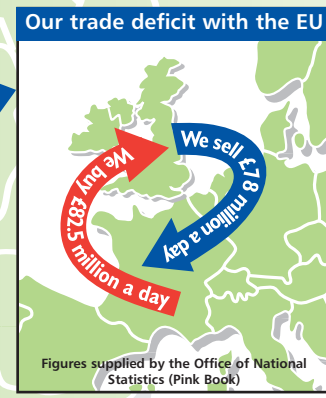 Our trade deficit with the EU
We sell £78 million a day
We buy £82.5 million a day
Figures supplied by the Office of National
Statistics (Pink Book)